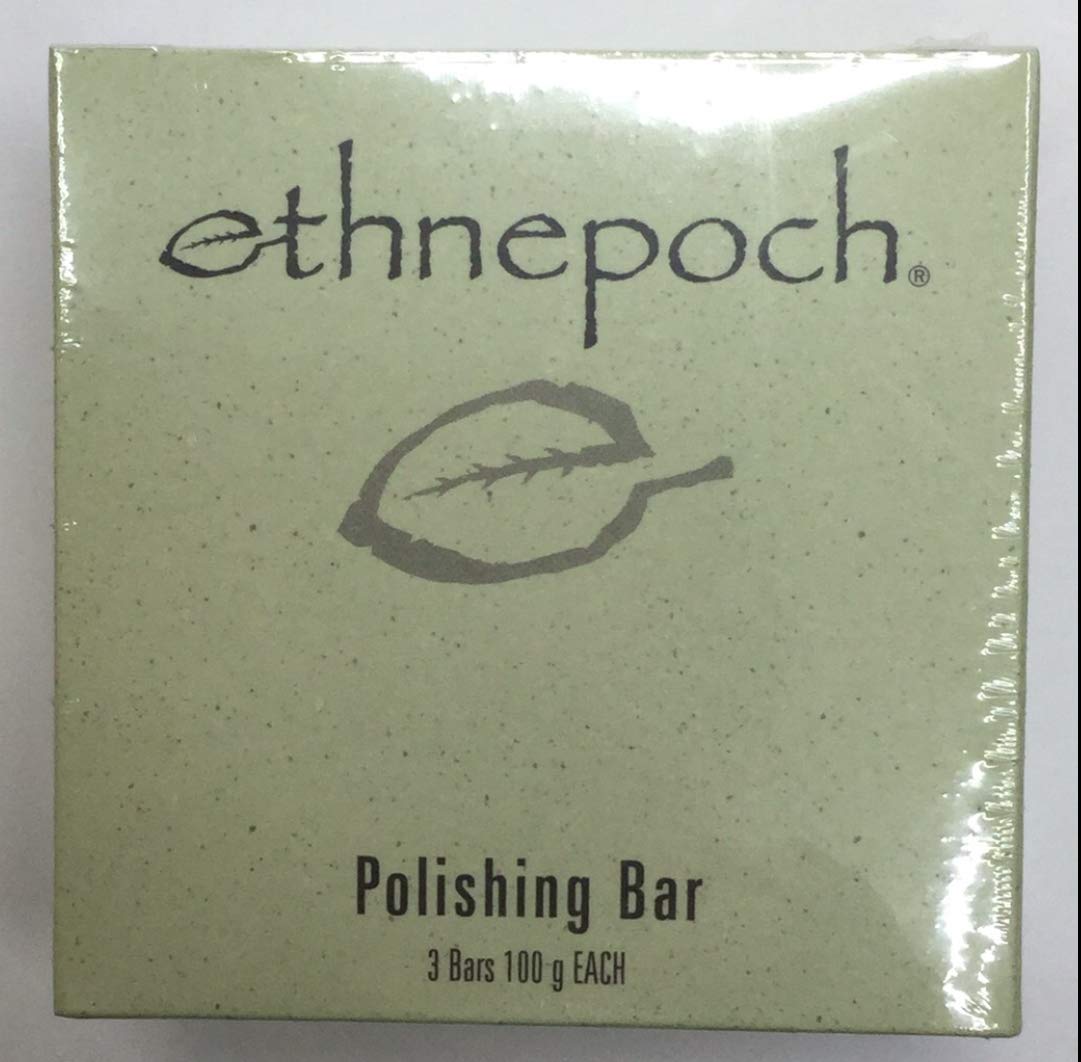 ethnepoch®
Polishing Bar
3 Bars 100 g EACH